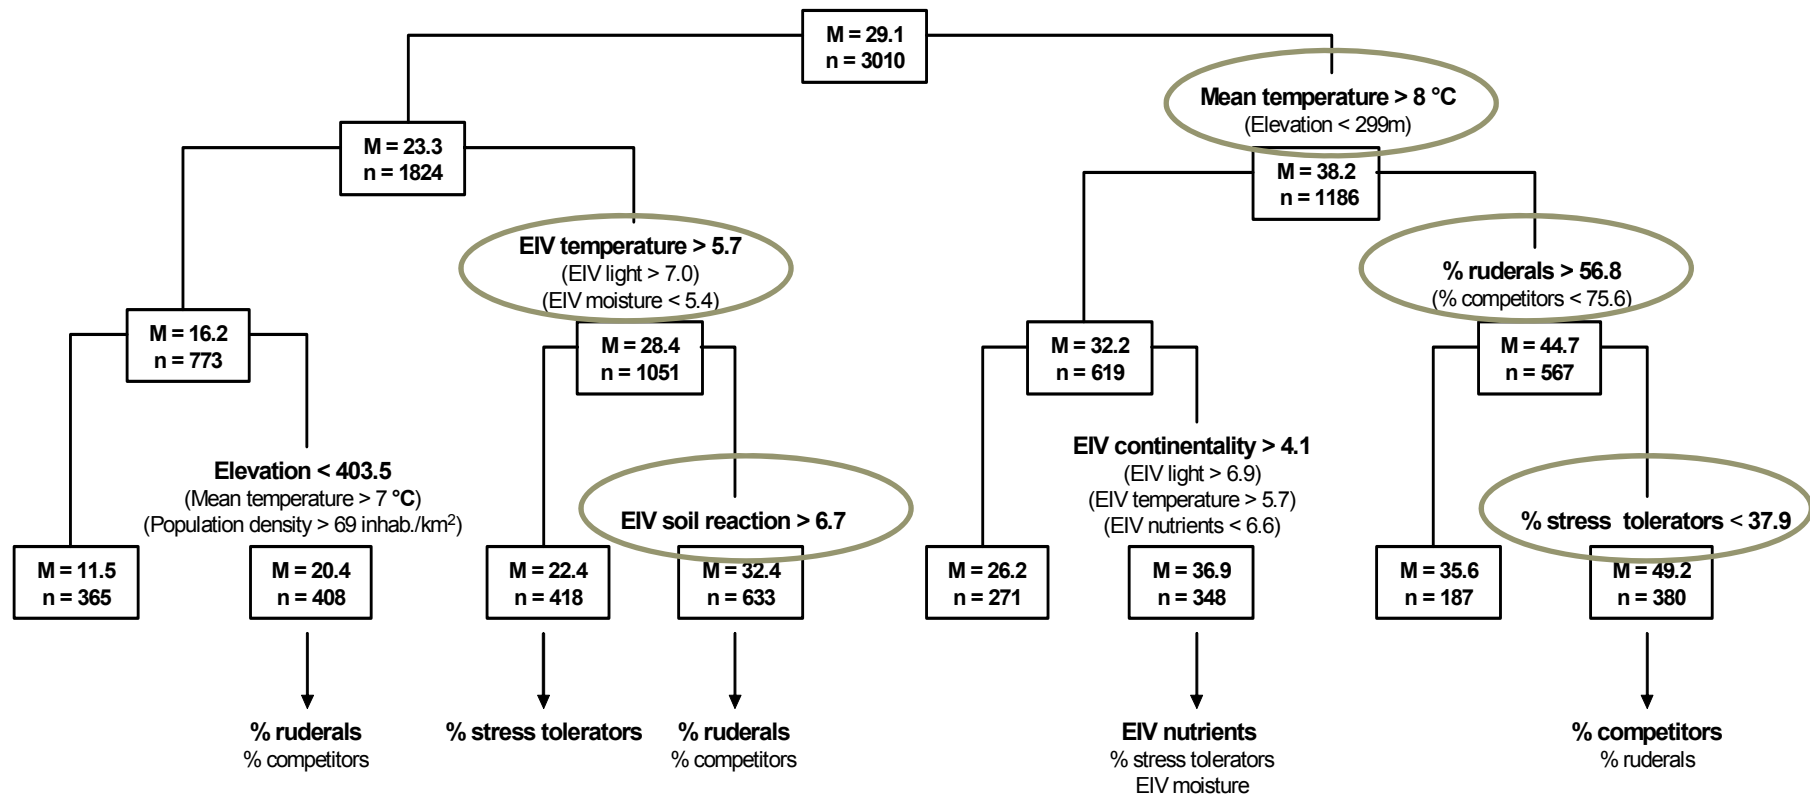 M = 29.1
n = 3010
Mean temperature > 8 °C
(Elevation < 299m)
M = 23.3
n = 1824
M = 38.2
n = 1186
EIV temperature > 5.7
(EIV light > 7.0)
(EIV moisture < 5.4)
% ruderals > 56.8
(% competitors < 75.6)
M = 16.2
n = 773
M = 28.4
n = 1051
M = 32.2
n = 619
M = 44.7
n = 567
Elevation < 403.5
(Mean temperature > 7 °C)
(Population density > 69 inhab./km²)
EIV soil reaction > 6.7
EIV continentality > 4.1
(EIV light > 6.9)
(EIV temperature > 5.7)
(EIV nutrients < 6.6)
% stress tolerators < 37.9
M = 11.5
n = 365
M = 20.4
n = 408
M = 22.4
n = 418
M = 32.4
n = 633
M = 26.2
n = 271
M = 36.9
n = 348
M = 35.6
n = 187
M = 49.2
n = 380
% ruderals
% competitors
% stress tolerators
% ruderals
% competitors
EIV nutrients
% stress tolerators
EIV moisture
% competitors
% ruderals